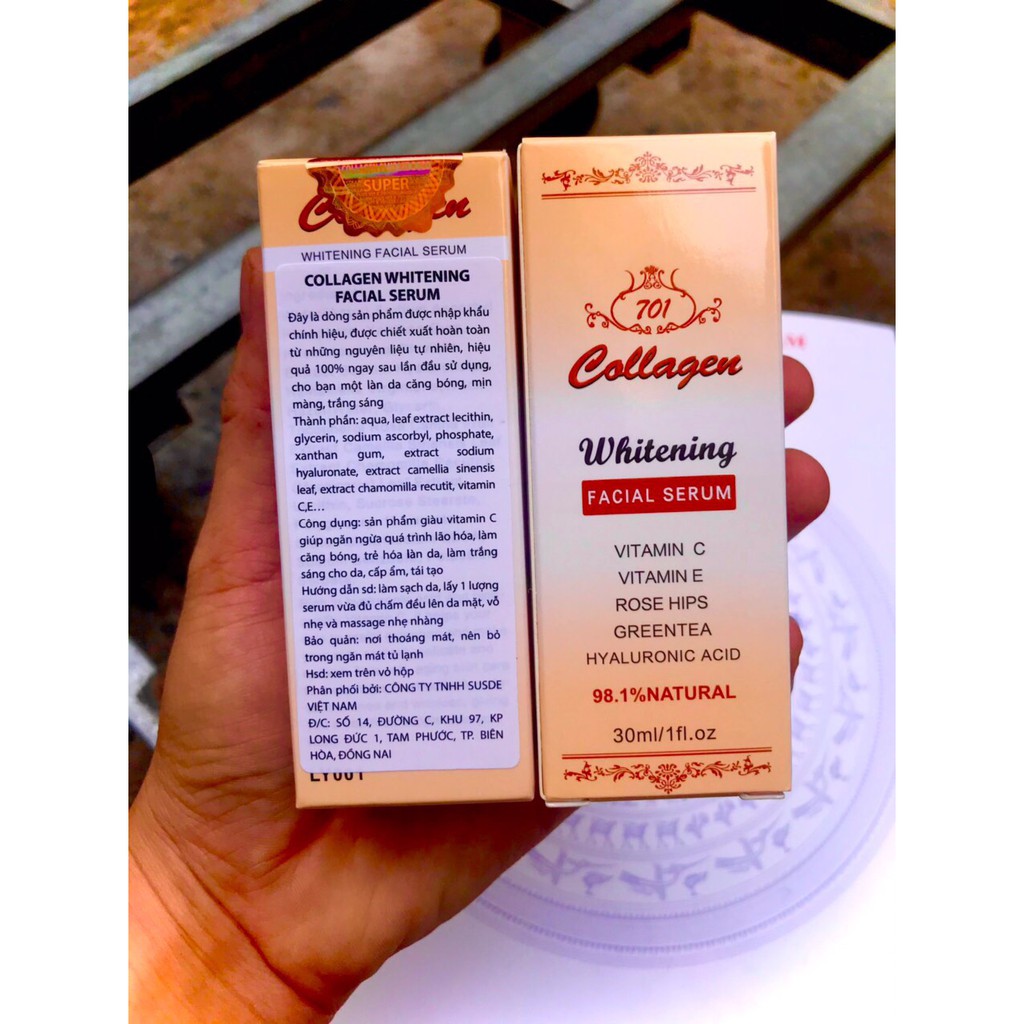 SUPER
WHITENING FACIAL SERUM
COLLAGEN WHITENING
FACIAL SERUM
Đây là dòng sản phẩm được nhập khẩu
chính hiệu, được chiết xuất hoàn toàn
từ những nguyên liệu tự nhiên, hiệu
quả 100% ngay sau lần đầu sử dụng,
cho bạn một làn da căng bóng, mịn
màng, trắng sáng
Thành phần: aqua, leaf extract lecithin,
glycerin, sodium ascorbyl, phosphate,
xanthan gum, extract sodium
hyaluronate, extract camellia sinensis
leaf, extract chamomilla recutit, vitamin
C,E...
Công dụng: sản phẩm giàu vitamin C
giúp ngăn ngừa quá trình lão hóa, làm
căng bóng, trẻ hóa làn da, làm trắng
sáng cho da, cấp ẩm, tái tạo
Hướng dẫn sd: làm sạch da, lấy 1 lượng
serum vừa đủ chấm đều lên da mặt, vỗ
nhẹ và massage nhẹ nhàng
Bảo quản: nơi thoáng mát, nên bỏ
trong ngăn mát tủ lạnh
Hsd: xem trên vỏ hộp
Phân phối bởi: CÔNG TY TNHH SUSDE
VIỆT NAM
Đ/C: SỐ 14, ĐƯỜNG C, KHU 97, KP
LONG ĐỨC 1, TAM PHƯỚC, TP. BIÊN
HÒA, ĐỒNG NAI
LY001
701
Collagen
Whitening
FACIAL SERUM
VITAMIN C
VITAMIN E
ROSE HIPS
GREENTEA
HYALURONIC ACID
98.1%NATURAL
30ml/1fl.oz